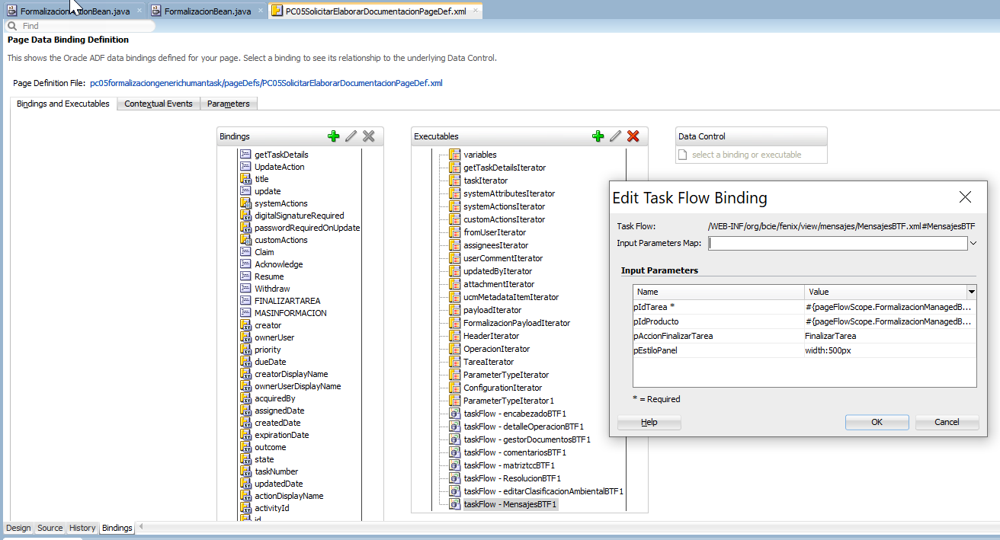 FormalizacionBean.java
PC05SolicitarElaborarDocumentacionPageDef.xml
Find
Page Data Binding Definition
This shows the Oracle ADF data bindings defined for your page. Select a binding to see its relationship to the underlying Data Control.
Page Definition File: pc05formalizaciongenerichumantask/pageDefs/PC05SolicitarElaborarDocumentacionPageDef.xml
Bindings and Executables
Contextual Events
Parameters
Bindings
getTaskDetails
UpdateAction
title
update
systemActions
digitalSignatureRequired
passwordRequiredOnUpdate
customActions
Claim
Acknowledge
Resume
Withdraw
FINALIZARTAREA
MASINFORMACION
creator
ownerUser
priority
dueDate
creatorDisplayName
ownerUserDisplayName
acquiredBy
assignedDate
createdDate
expirationDate
outcome
state
taskNumber
updatedDate
actionDisplayName
activityId
id
Executables
variables
getTaskDetailsIterator
taskIterator
systemAttributesIterator
systemActionsIterator
customActionsIterator
fromUserIterator
assigneesIterator
userCommentIterator
updatedByIterator
attachmentIterator
ucmMetadataItemIterator
payloadIterator
FormalizacionPayloadIterator
HeaderIterator
OperacionIterator
TareaIterator
ParameterTypeIterator
ConfigurationIterator
ParameterTypeIterator1
taskFlow - encabezadoBTF1
taskFlow - detalleOperacionBTF1
taskFlow - gestorDocumentosBTF1
taskFlow - comentariosBTF1
taskFlow - matriztccBTF1
taskFlow - ResolucionBTF1
taskFlow - editarClasificacionAmbientalBTF1
taskFlow - MensajesBTF1
Data Control
select a binding or executable
Edit Task Flow Binding
Task Flow: /WEB-INF/org/bcie/fenix/view/mensajes/MensajesBTF.xml#MensajesBTF
Input Parameters Map:
Input Parameters
Name Value
pIdTarea * #{pageFlowScope.FormalizacionManagedB...
pIdProducto #{pageFlowScope.FormalizacionManagedB...
pAccionFinalizarTarea FinalizarTarea
pEstiloPanel width:500px
* = Required
Help
OK
Cancel
Design
Source
History
Bindings